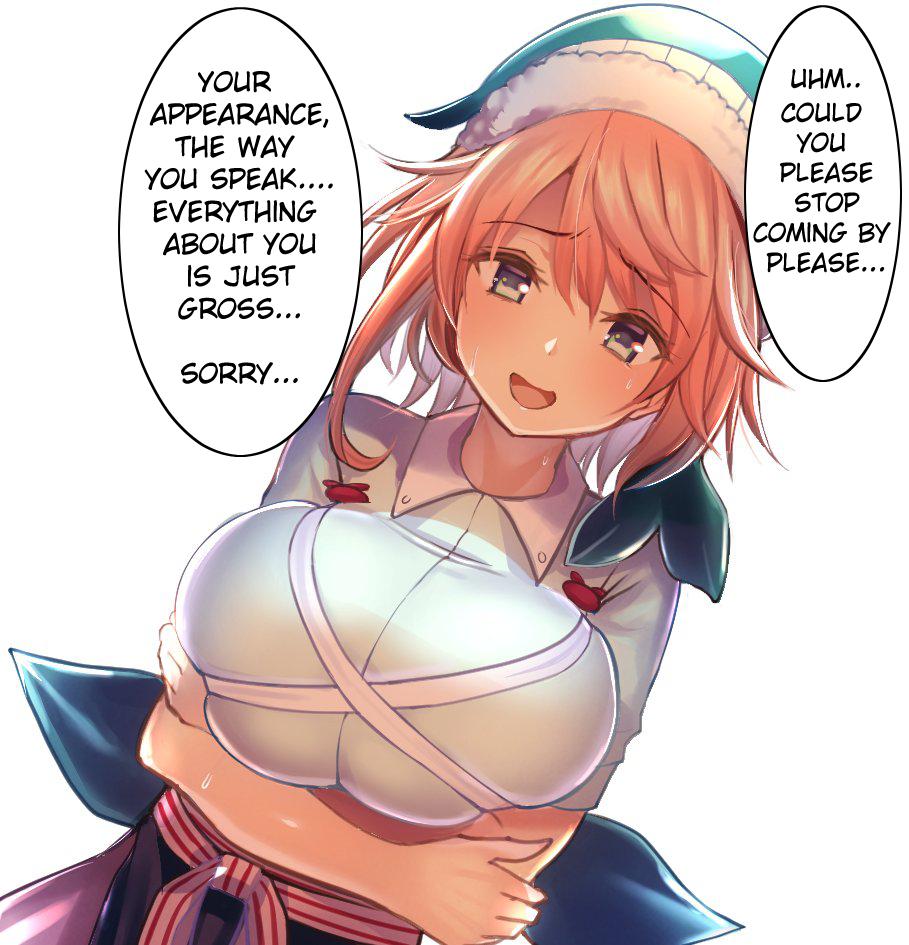 UHM..
COULD
YOU
PLEASE
STOP
COMING BY
PLEASE...
YOUR
APPEARANCE,
THE WAY
YOU SPEAK....
EVERYTHING
ABOUT YOU
IS JUST
GROSS...
SORRY...